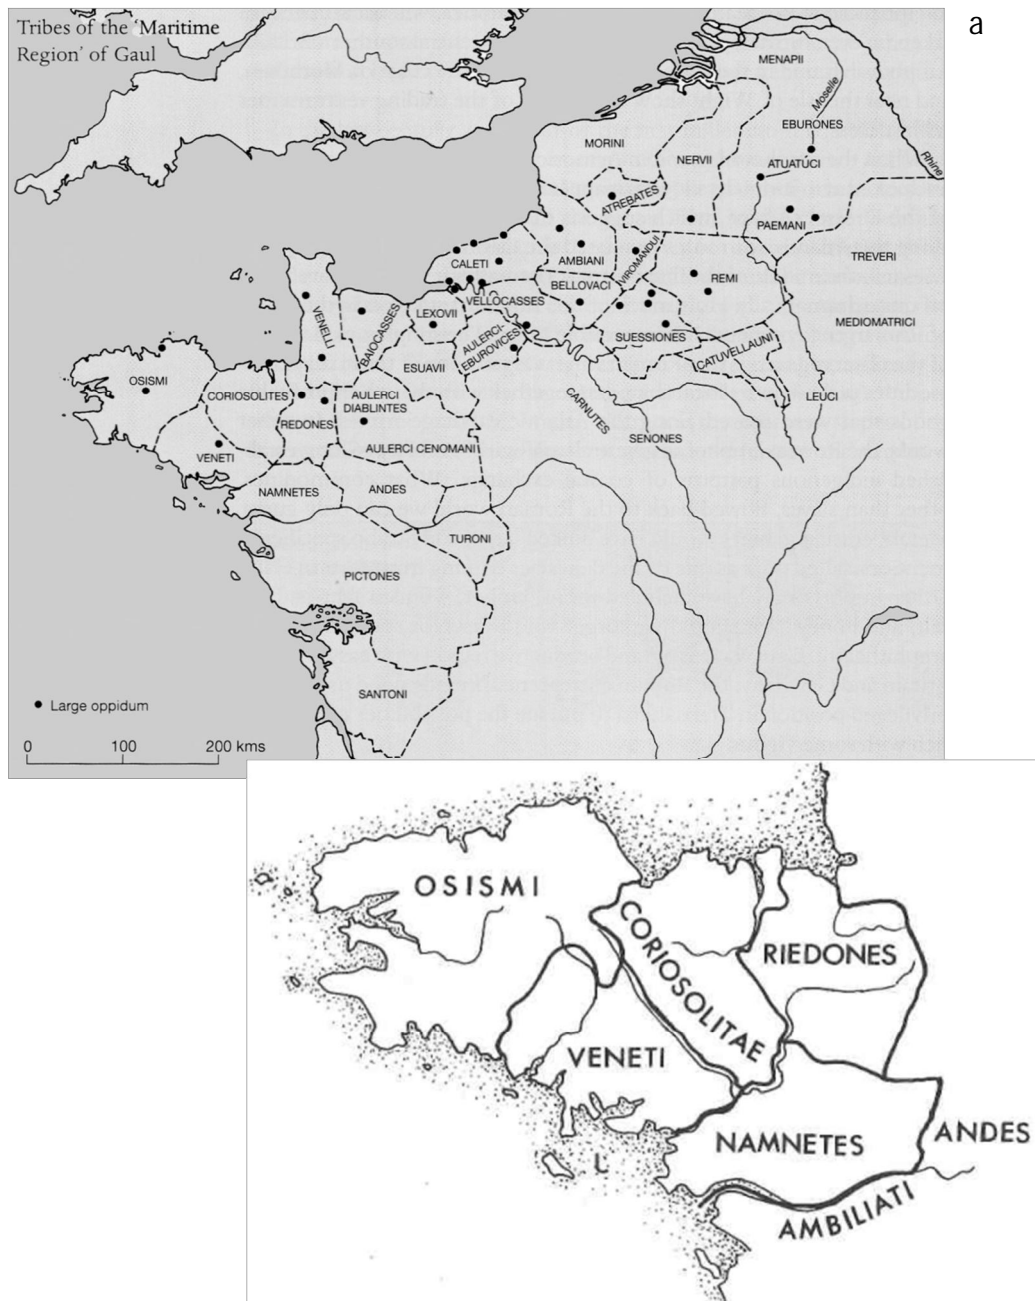 Tribes of the 'Maritime
Region' of Gaul
a
MENAPII
Moselle
EBURONES
MORINI
NERVII
ATUATUCI
Rhine
ATREBATES
PAEMANI
CALETI
AMBIANI
VIROMANDUI
TREVERI
BELLOVACI
REMI
VELLOCASSES
VENELLI
BAIOCASSES
LEXOVII
MEDIOMATRICI
AULERCI-
EBUROVICES
SUESSIONES
CATUVELLAUNI
ESUAVII
OSISMI
CORIOSOLITES
AULERCI
DIABLINTES
LEUCI
CARNUTES
REDONES
SENONES
AULERCI CENOMANI
VENETI
NAMNETES
ANDES
TURONI
PICTONES
SANTONI
Large oppidum
0 100 200 kms
OSISMI
CORIOSOLITAE
RIEDONES
VENETI
NAMNETES
ANDES
AMBILIATI